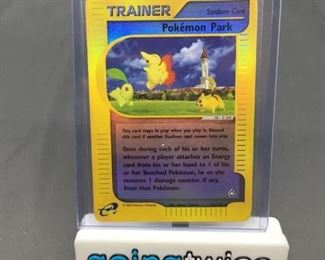 TRAINER
Stadium Card
Pokémon Park
This card stays in play when you play it. Discard
this card if another Stadium card comes into play.
Once during each of his or her turns,
whenever a player attaches an Energy
card from his or her hand to 1 of his
or her Benched Pokémon, he or she
removes 1 damage counter, if any,
from that Pokémon.
goingtwice